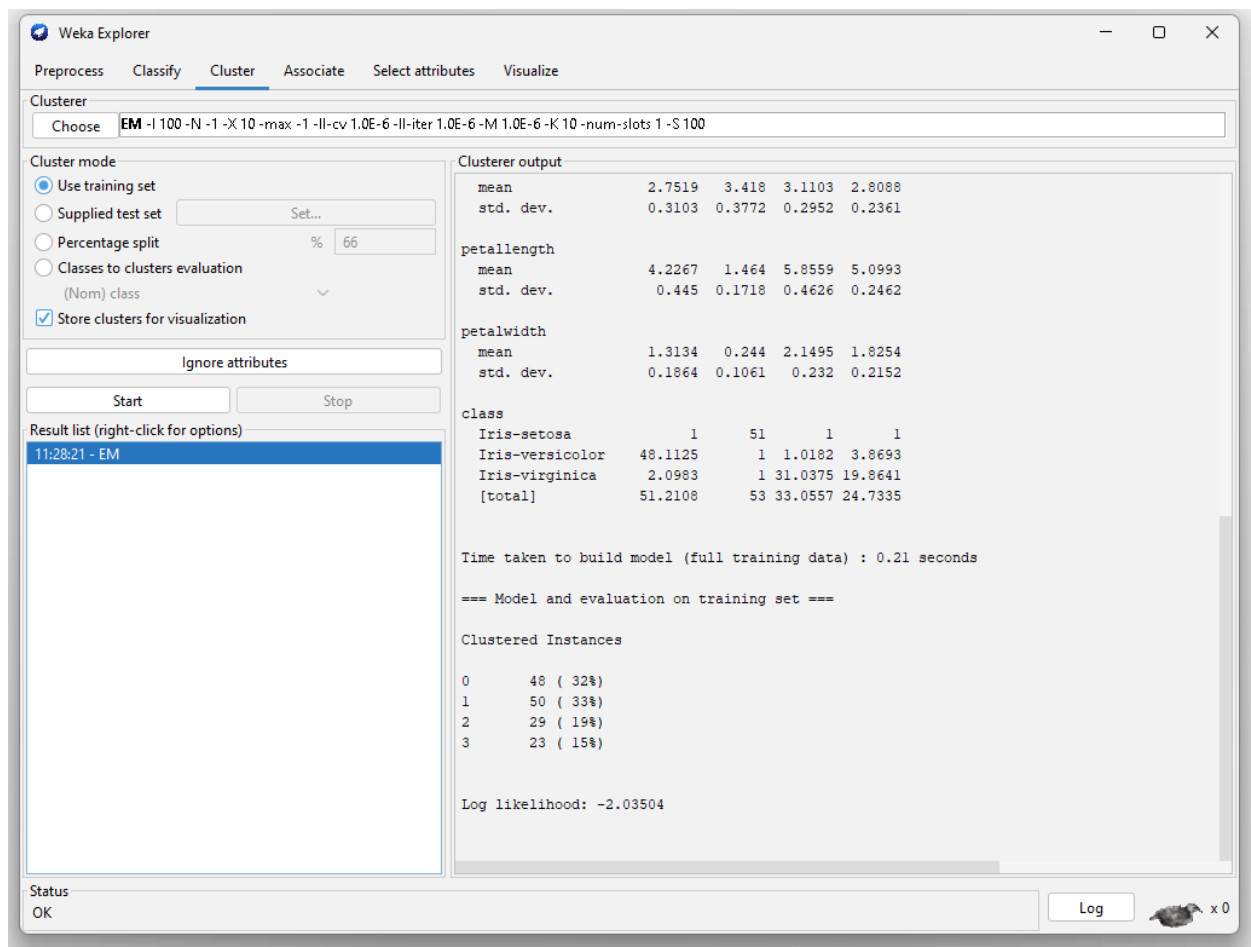 Weka Explorer
Preprocess Classify Cluster Associate Select attributes Visualize
Clusterer
Choose EM -I 100 -N -1 -X 10 -max -1 -ll-cv 1.0E-6 -ll-iter 1.0E-6 -M 1.0E-6 -K 10 -num-slots 1 -S 100
Cluster mode
Use training set
Supplied test set Set...
Percentage split % 66
Classes to clusters evaluation
(Nom) class
Store clusters for visualization
Ignore attributes
Start Stop
Result list (right-click for options)
11:28:21 - EM
Clusterer output
mean 2.7519 3.418 3.1103 2.8088
std. dev. 0.3103 0.3772 0.2952 0.2361
petallength
mean 4.2267 1.464 5.8559 5.0993
std. dev. 0.445 0.1718 0.4626 0.2462
petalwidth
mean 1.3134 0.244 2.1495 1.8254
std. dev. 0.1864 0.1061 0.232 0.2152
class
Iris-setosa 1 51 1 1
Iris-versicolor 48.1125 1 1.0182 3.8693
Iris-virginica 2.0983 1 31.0375 19.8641
[total] 51.2108 53 33.0557 24.7335
Time taken to build model (full training data) : 0.21 seconds
=== Model and evaluation on training set ===
Clustered Instances
0 48 ( 32%)
1 50 ( 33%)
2 29 ( 19%)
3 23 ( 15%)
Log likelihood: -2.03504
Status
OK
Log x 0